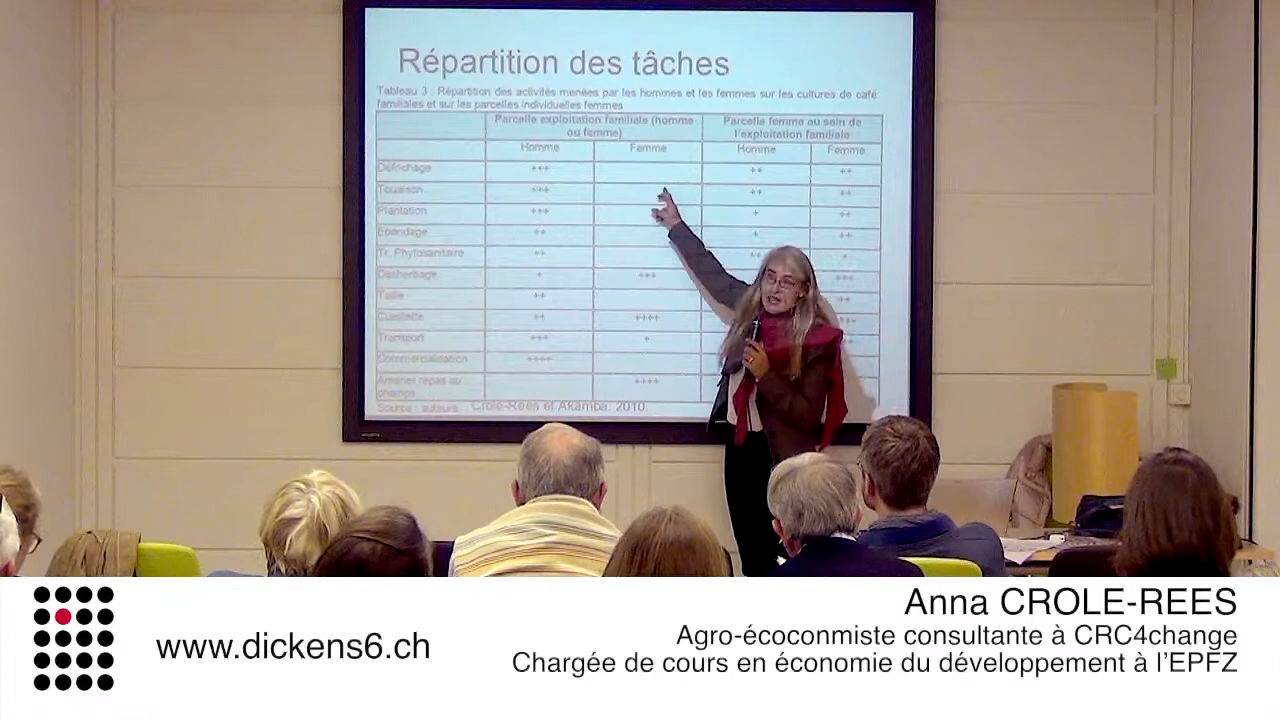 Répartition des tâches
Tableau 3 : Répartition des activités menées par les hommes et les femmes sur les cultures de café
familiales et sur les parcelles individuelles femmes
Parcelle exploitation familiale (homme
ou femme)
Parcelle femme au sein de
l'exploitation familiale
Homme Femme Homme Femme
Défrichage +++ ++ ++
Touaison +++ ++ ++
Plantation +++ + ++
Epandage ++ + ++
Tr. Phytosanitaire ++ +
Desherbage + +++ +++
Taille ++ ++
Cueillette ++ ++++
Transport +++ +
Commercialisation ++++
Amener repas au ++++
champs
Source : auteurs. Crole-Rees et Akamba. 2010.
www.dickens6.ch
Anna CROLE-REES
Agro-écoconmiste consultante à CRC4change
Chargée de cours en économie du développement à l'EPFZ